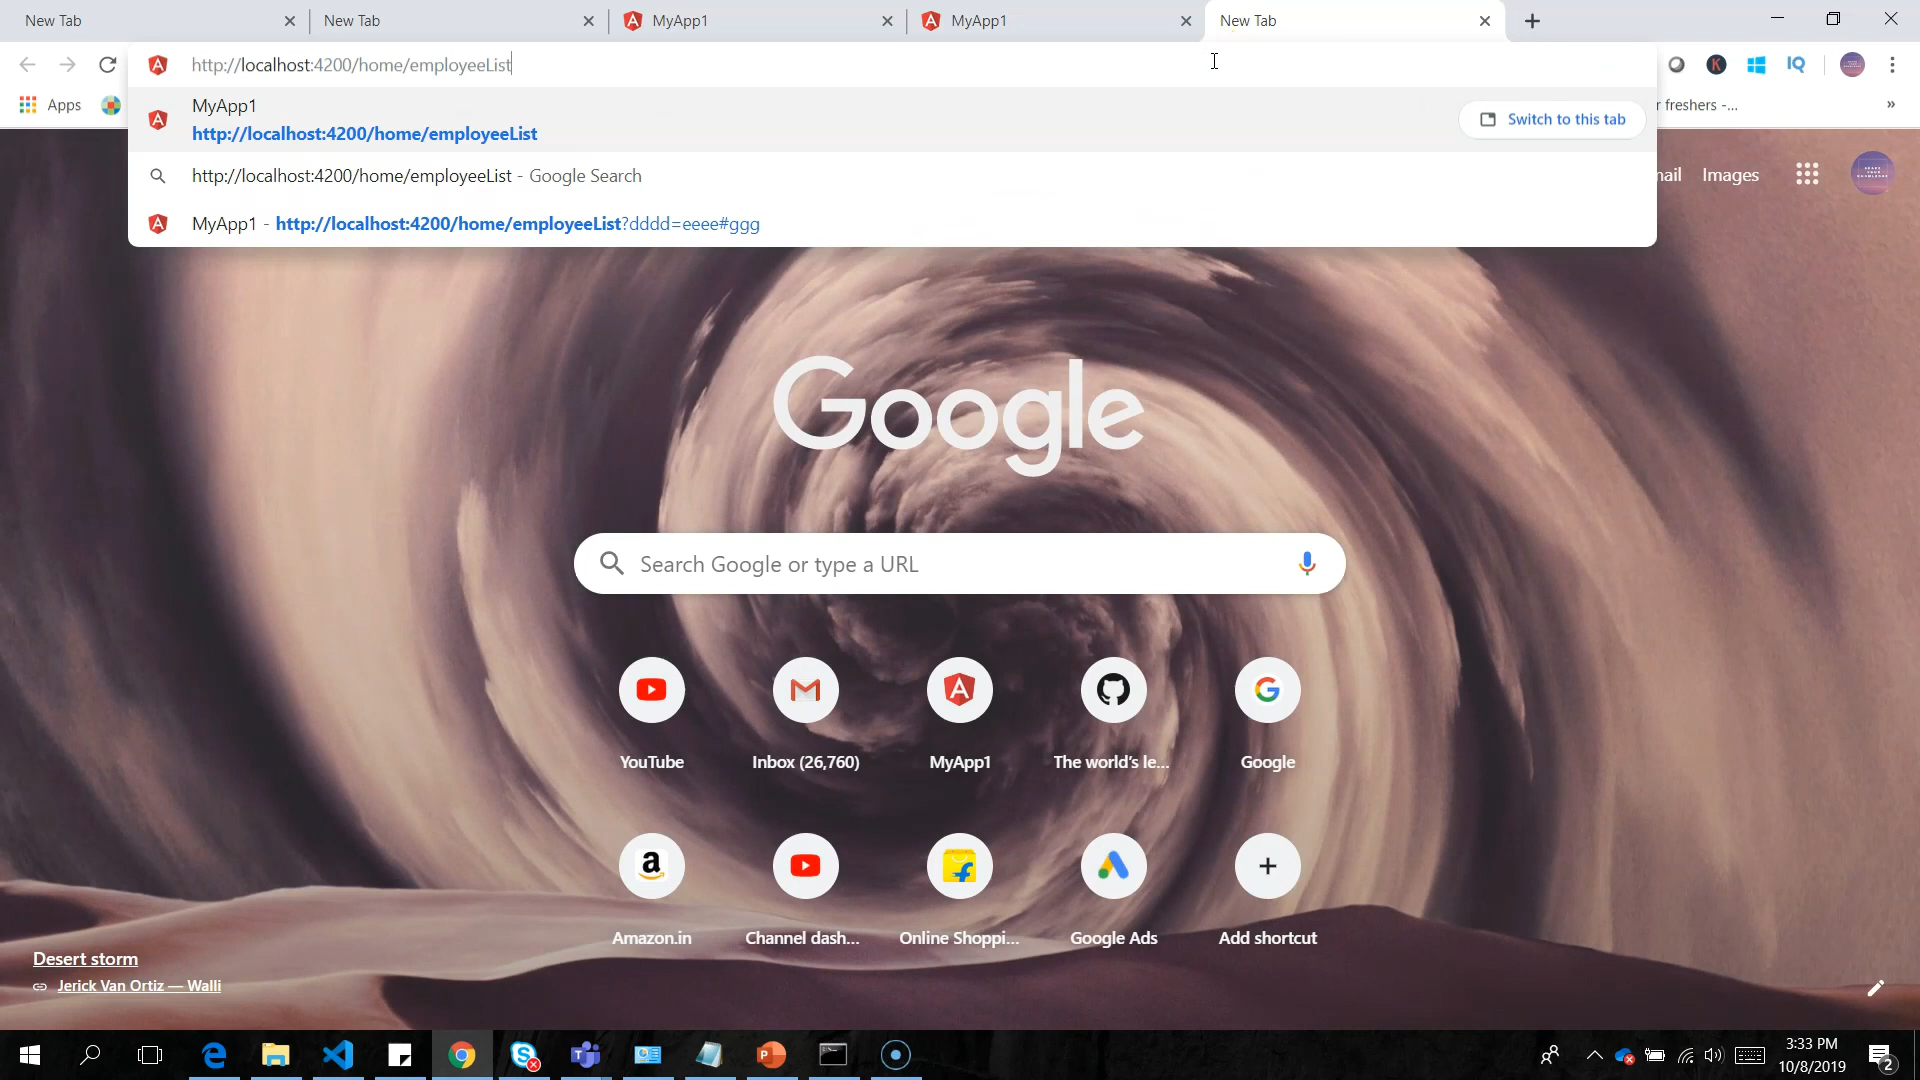 New Tab
New Tab
MyApp1
MyApp1
New Tab
http://localhost:4200/home/employeeList
MyApp1
http://localhost:4200/home/employeeList
Switch to this tab
http://localhost:4200/home/employeeList - Google Search
MyApp1 - http://localhost:4200/home/employeeList?dddd=eeee#ggg
K
IQ
Apps
r freshers -...
»
mail
Images
Google
Search Google or type a URL
YouTube
Inbox (26,760)
MyApp1
The world's le...
Google
Amazon.in
Channel dash...
Online Shoppi...
Google Ads
Add shortcut
Desert storm
Jerick Van Ortiz — Walli
3:33 PM
10/8/2019
2